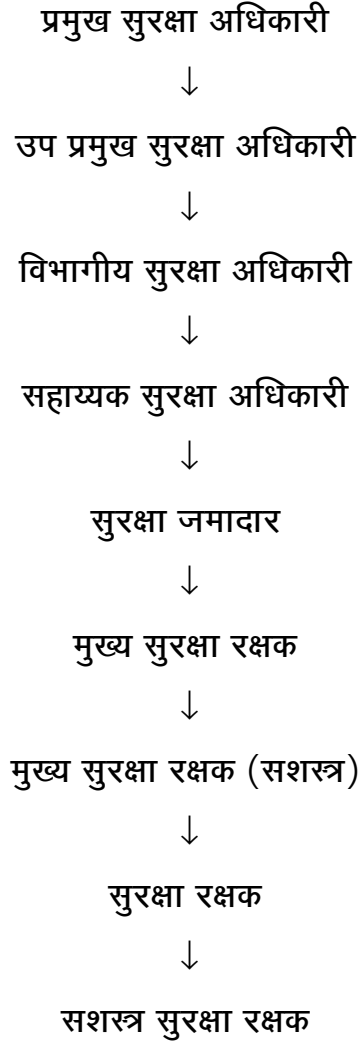 प्रमुख सुरक्षा अधिकारी
↓
उप प्रमुख सुरक्षा अधिकारी
↓
विभागीय सुरक्षा अधिकारी
↓
सहाय्यक सुरक्षा अधिकारी
↓
सुरक्षा जमादार
↓
मुख्य सुरक्षा रक्षक
↓
मुख्य सुरक्षा रक्षक (सशस्त्र)
↓
सुरक्षा रक्षक
↓
सशस्त्र सुरक्षा रक्षक